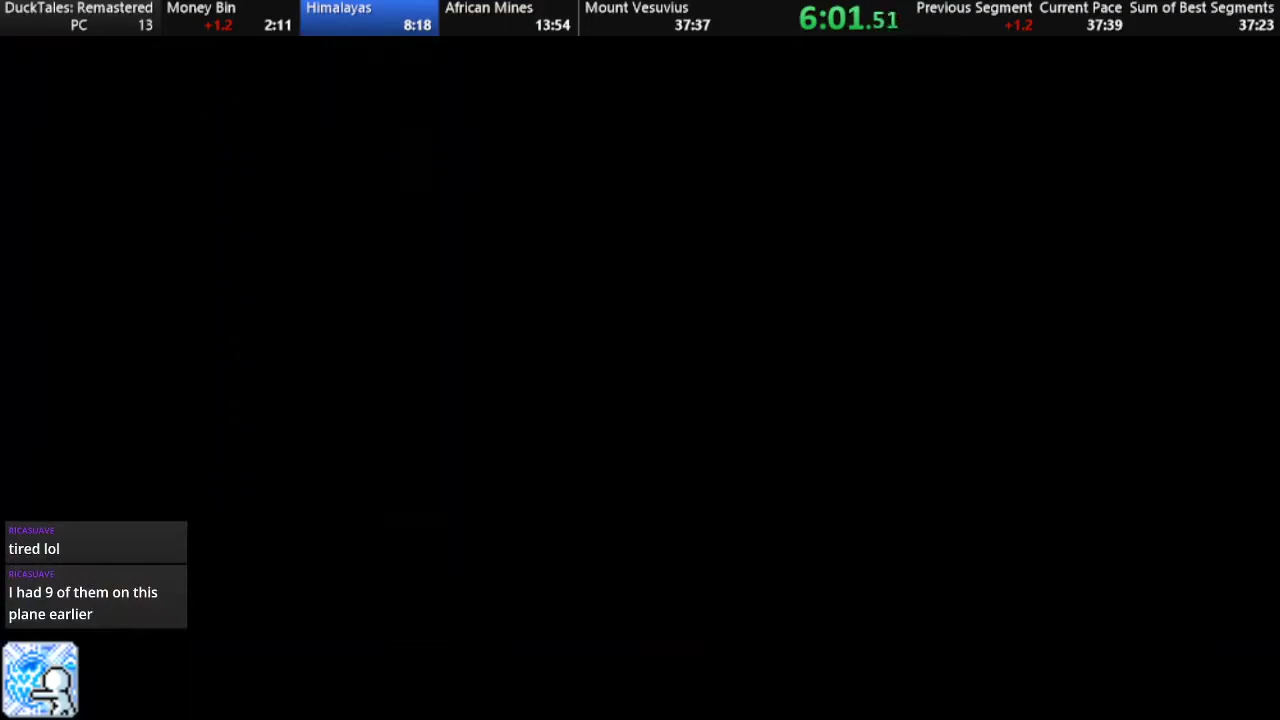 DuckTales: Remastered
PC 13
Money Bin
+1.2 2:11
Himalayas
8:18
African Mines
13:54
Mount Vesuvius
37:37
6:01.51
Previous Segment
+1.2
Current Pace
37:39
Sum of Best Segments
37:23
RICASUAVE
tired lol
RICASUAVE
I had 9 of them on this
plane earlier